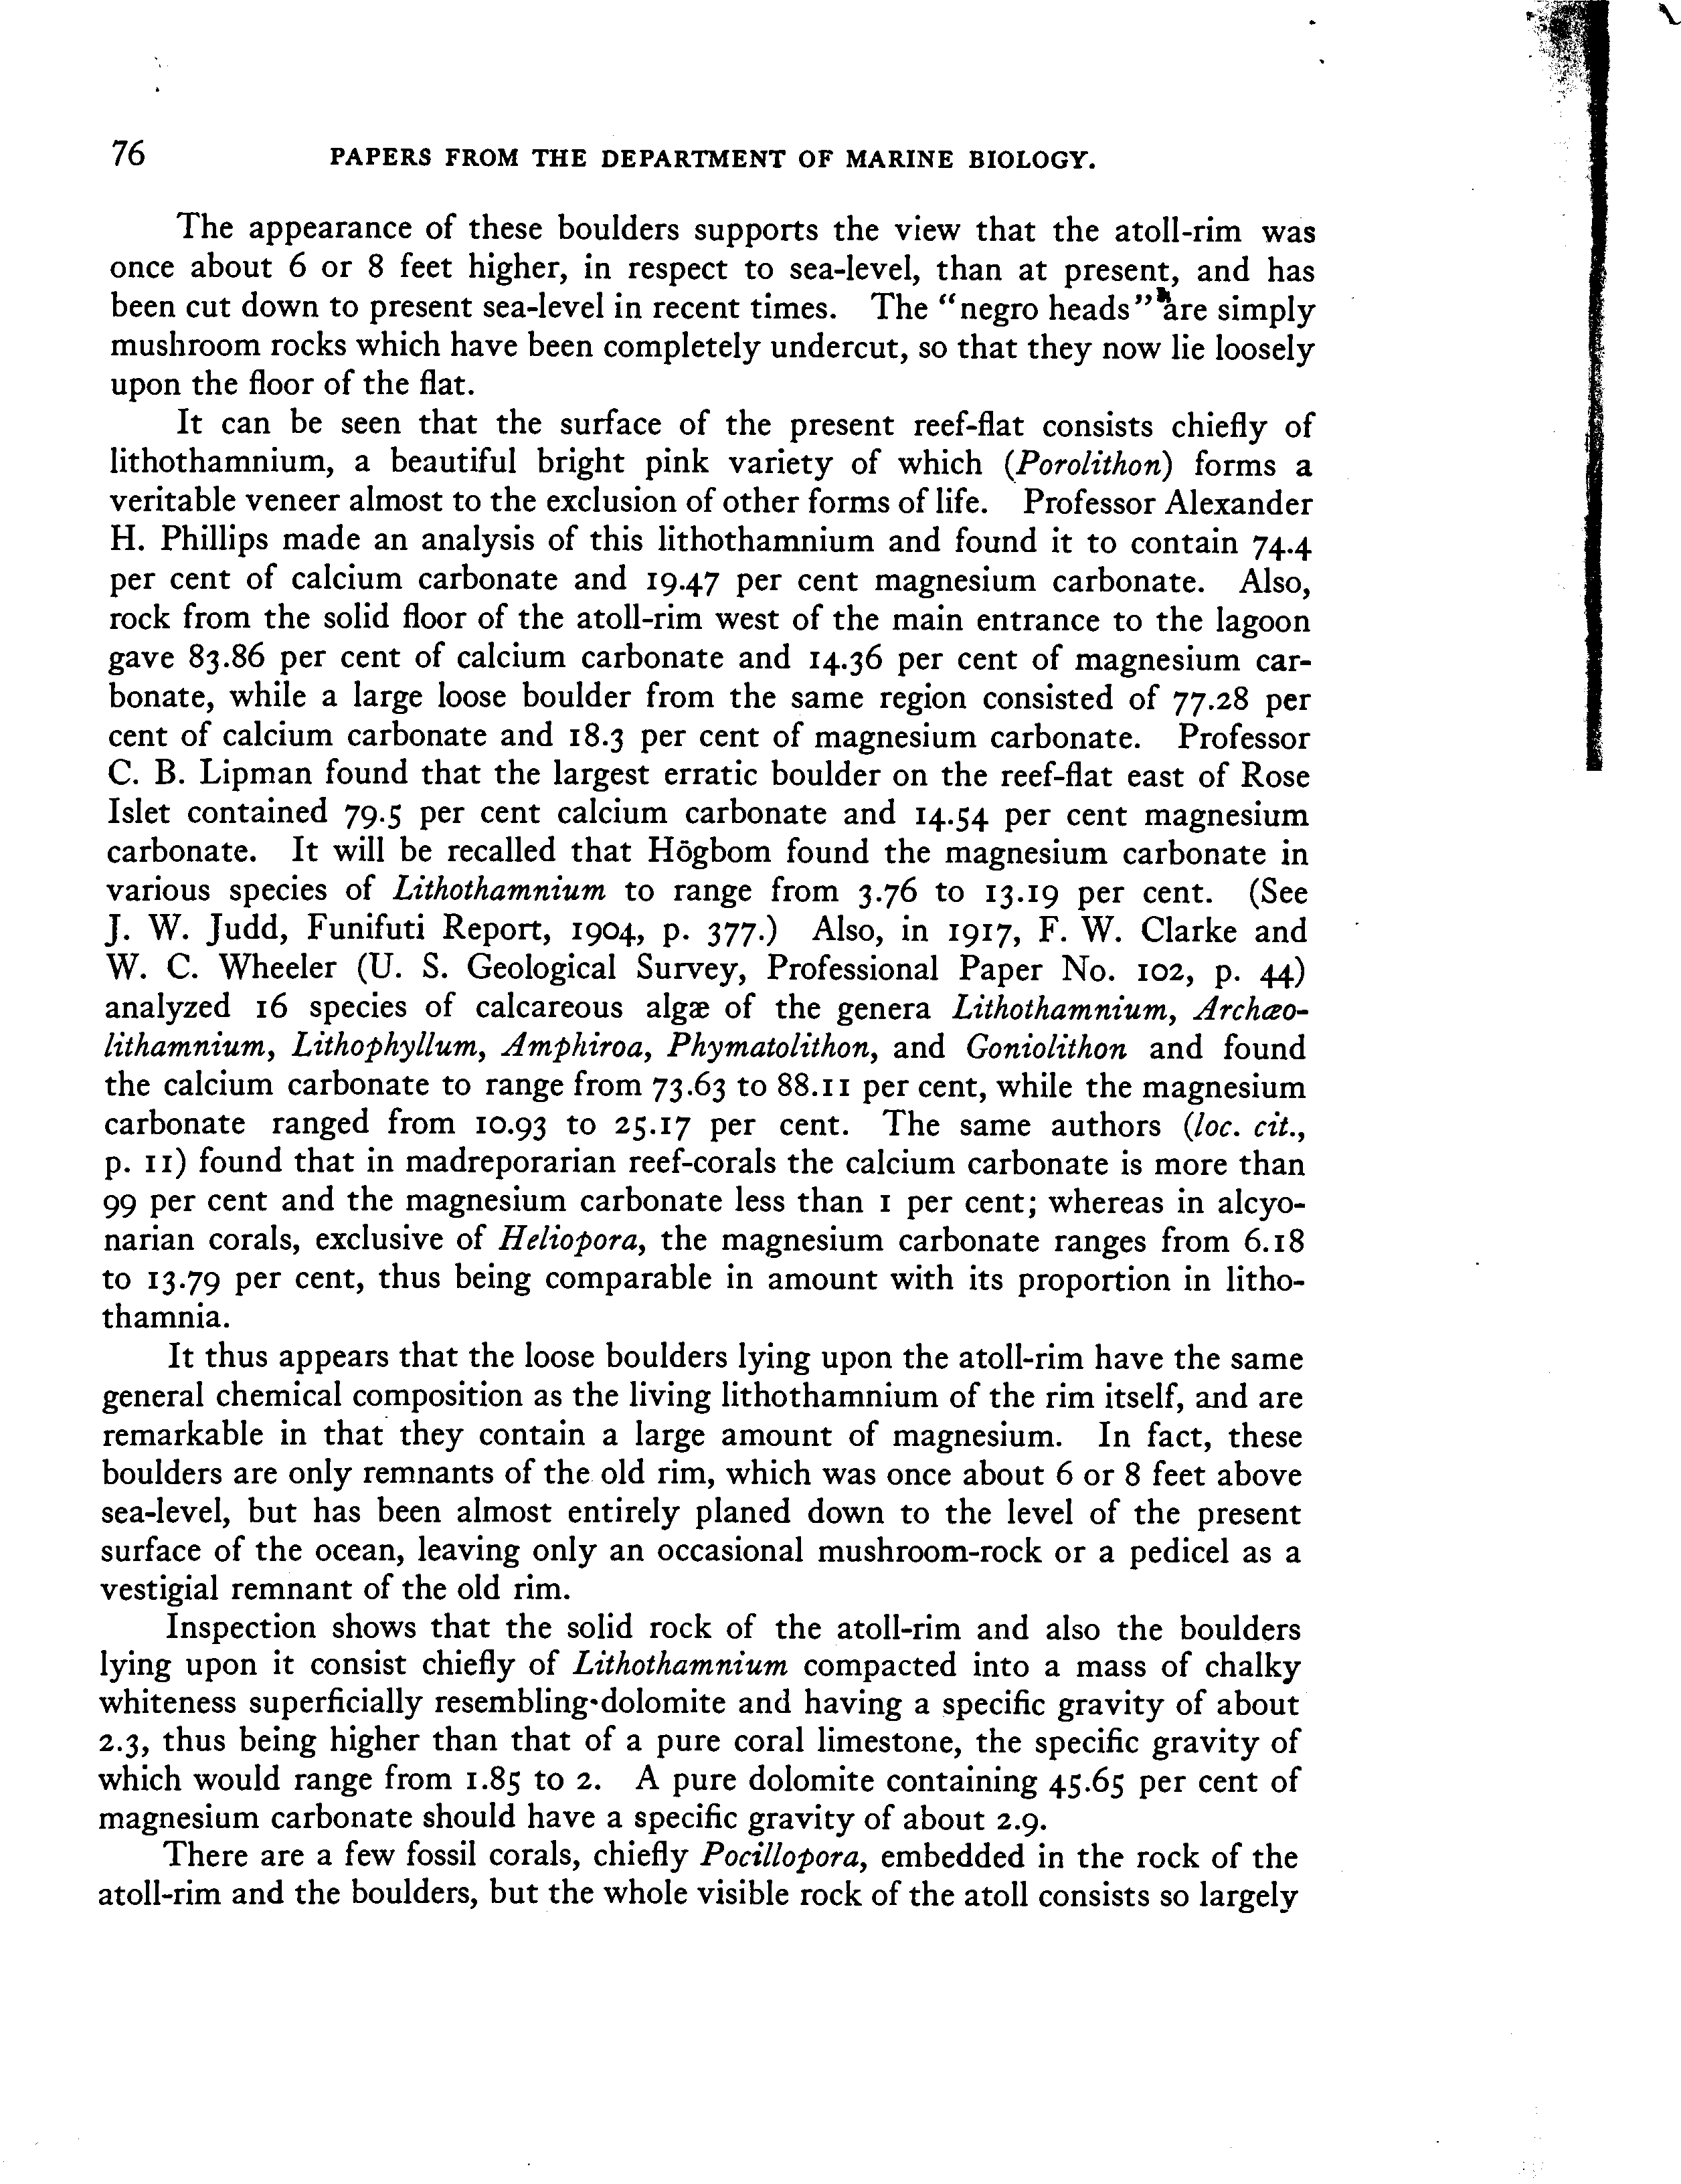 76 PAPERS FROM THE DEPARTMENT OF MARINE BIOLOGY.
The appearance of these boulders supports the view that the atoll-rim was
once about 6 or 8 feet higher, in respect to sea-level, than at present, and has
been cut down to present sea-level in recent times. The "negro heads" are simply
mushroom rocks which have been completely undercut, so that they now lie loosely
upon the floor of the flat.
It can be seen that the surface of the present reef-flat consists chiefly of
lithothamnium, a beautiful bright pink variety of which (Porolithon) forms a
veritable veneer almost to the exclusion of other forms of life. Professor Alexander
H. Phillips made an analysis of this lithothamnium and found it to contain 74.4
per cent of calcium carbonate and 19.47 per cent magnesium carbonate. Also,
rock from the solid floor of the atoll-rim west of the main entrance to the lagoon
gave 83.86 per cent of calcium carbonate and 14.36 per cent of magnesium car-
bonate, while a large loose boulder from the same region consisted of 77.28 per
cent of calcium carbonate and 18.3 per cent of magnesium carbonate. Professor
C. B. Lipman found that the largest erratic boulder on the reef-flat east of Rose
Islet contained 79.5 per cent calcium carbonate and 14.54 per cent magnesium
carbonate. It will be recalled that Högbom found the magnesium carbonate in
various species of Lithothamnium to range from 3.76 to 13.19 per cent. (See
J. W. Judd, Funifuti Report, 1904, p. 377.) Also, in 1917, F. W. Clarke and
W. C. Wheeler (U. S. Geological Survey, Professional Paper No. 102, p. 44)
analyzed 16 species of calcareous algæ of the genera Lithothamnium, Archæo-
lithamnium, Lithophyllum, Amphiroa, Phymatolithon, and Goniolithon and found
the calcium carbonate to range from 73.63 to 88.11 per cent, while the magnesium
carbonate ranged from 10.93 to 25.17 per cent. The same authors (loc. cit.,
p. 11) found that in madreporarian reef-corals the calcium carbonate is more than
99 per cent and the magnesium carbonate less than 1 per cent; whereas in alcyo-
narian corals, exclusive of Heliopora, the magnesium carbonate ranges from 6.18
to 13.79 per cent, thus being comparable in amount with its proportion in litho-
thamnia.
It thus appears that the loose boulders lying upon the atoll-rim have the same
general chemical composition as the living lithothamnium of the rim itself, and are
remarkable in that they contain a large amount of magnesium. In fact, these
boulders are only remnants of the old rim, which was once about 6 or 8 feet above
sea-level, but has been almost entirely planed down to the level of the present
surface of the ocean, leaving only an occasional mushroom-rock or a pedicel as a
vestigial remnant of the old rim.
Inspection shows that the solid rock of the atoll-rim and also the boulders
lying upon it consist chiefly of Lithothamnium compacted into a mass of chalky
whiteness superficially resembling dolomite and having a specific gravity of about
2.3, thus being higher than that of a pure coral limestone, the specific gravity of
which would range from 1.85 to 2. A pure dolomite containing 45.65 per cent of
magnesium carbonate should have a specific gravity of about 2.9.
There are a few fossil corals, chiefly Pocillopora, embedded in the rock of the
atoll-rim and the boulders, but the whole visible rock of the atoll consists so largely